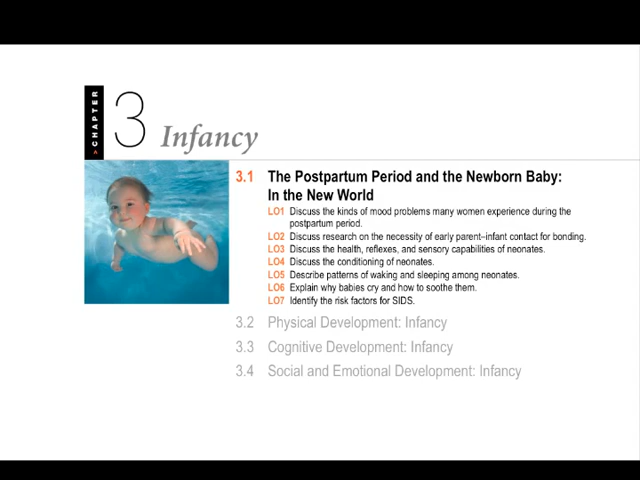 > CHAPTER
3 Infancy
3.1 The Postpartum Period and the Newborn Baby:
In the New World
LO1 Discuss the kinds of mood problems many women experience during the
postpartum period.
LO2 Discuss research on the necessity of early parent–infant contact for bonding.
LO3 Discuss the health, reflexes, and sensory capabilities of neonates.
LO4 Discuss the conditioning of neonates.
LO5 Describe patterns of waking and sleeping among neonates.
LO6 Explain why babies cry and how to soothe them.
LO7 Identify the risk factors for SIDS.
3.2 Physical Development: Infancy
3.3 Cognitive Development: Infancy
3.4 Social and Emotional Development: Infancy